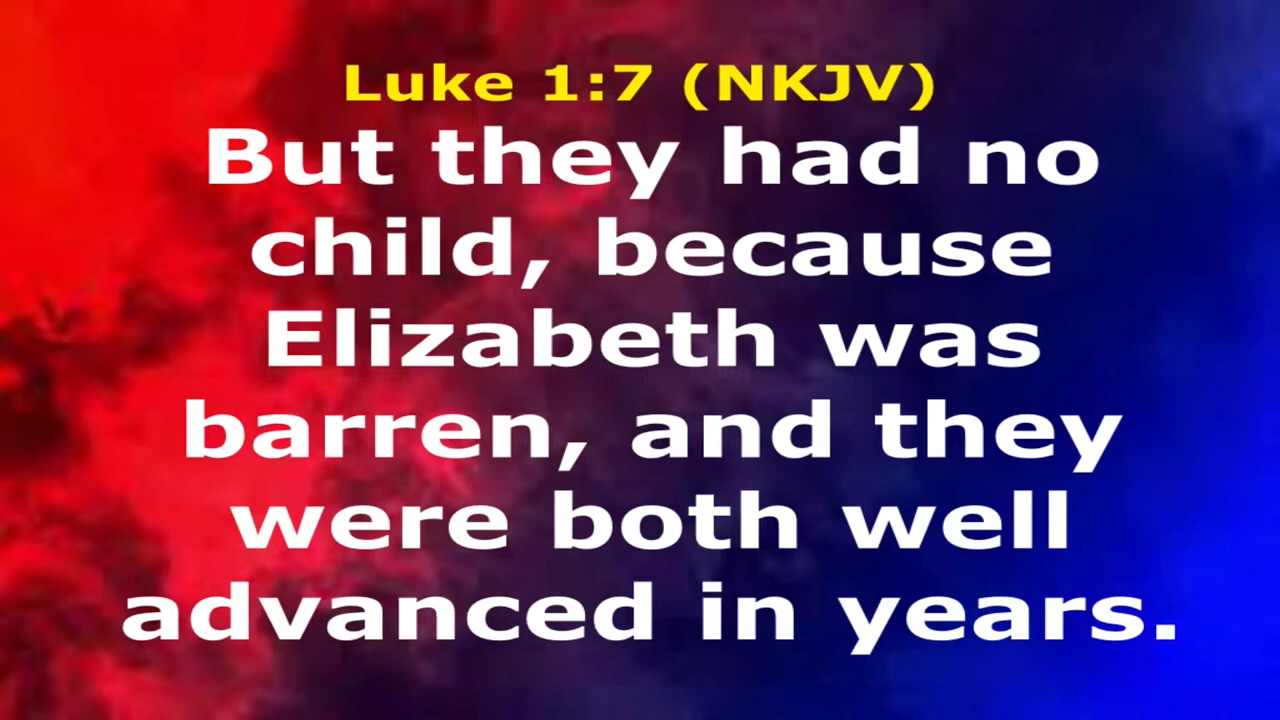 Luke 1:7 (NKJV)
But they had no
child, because
Elizabeth was
barren, and they
were both well
advanced in years.